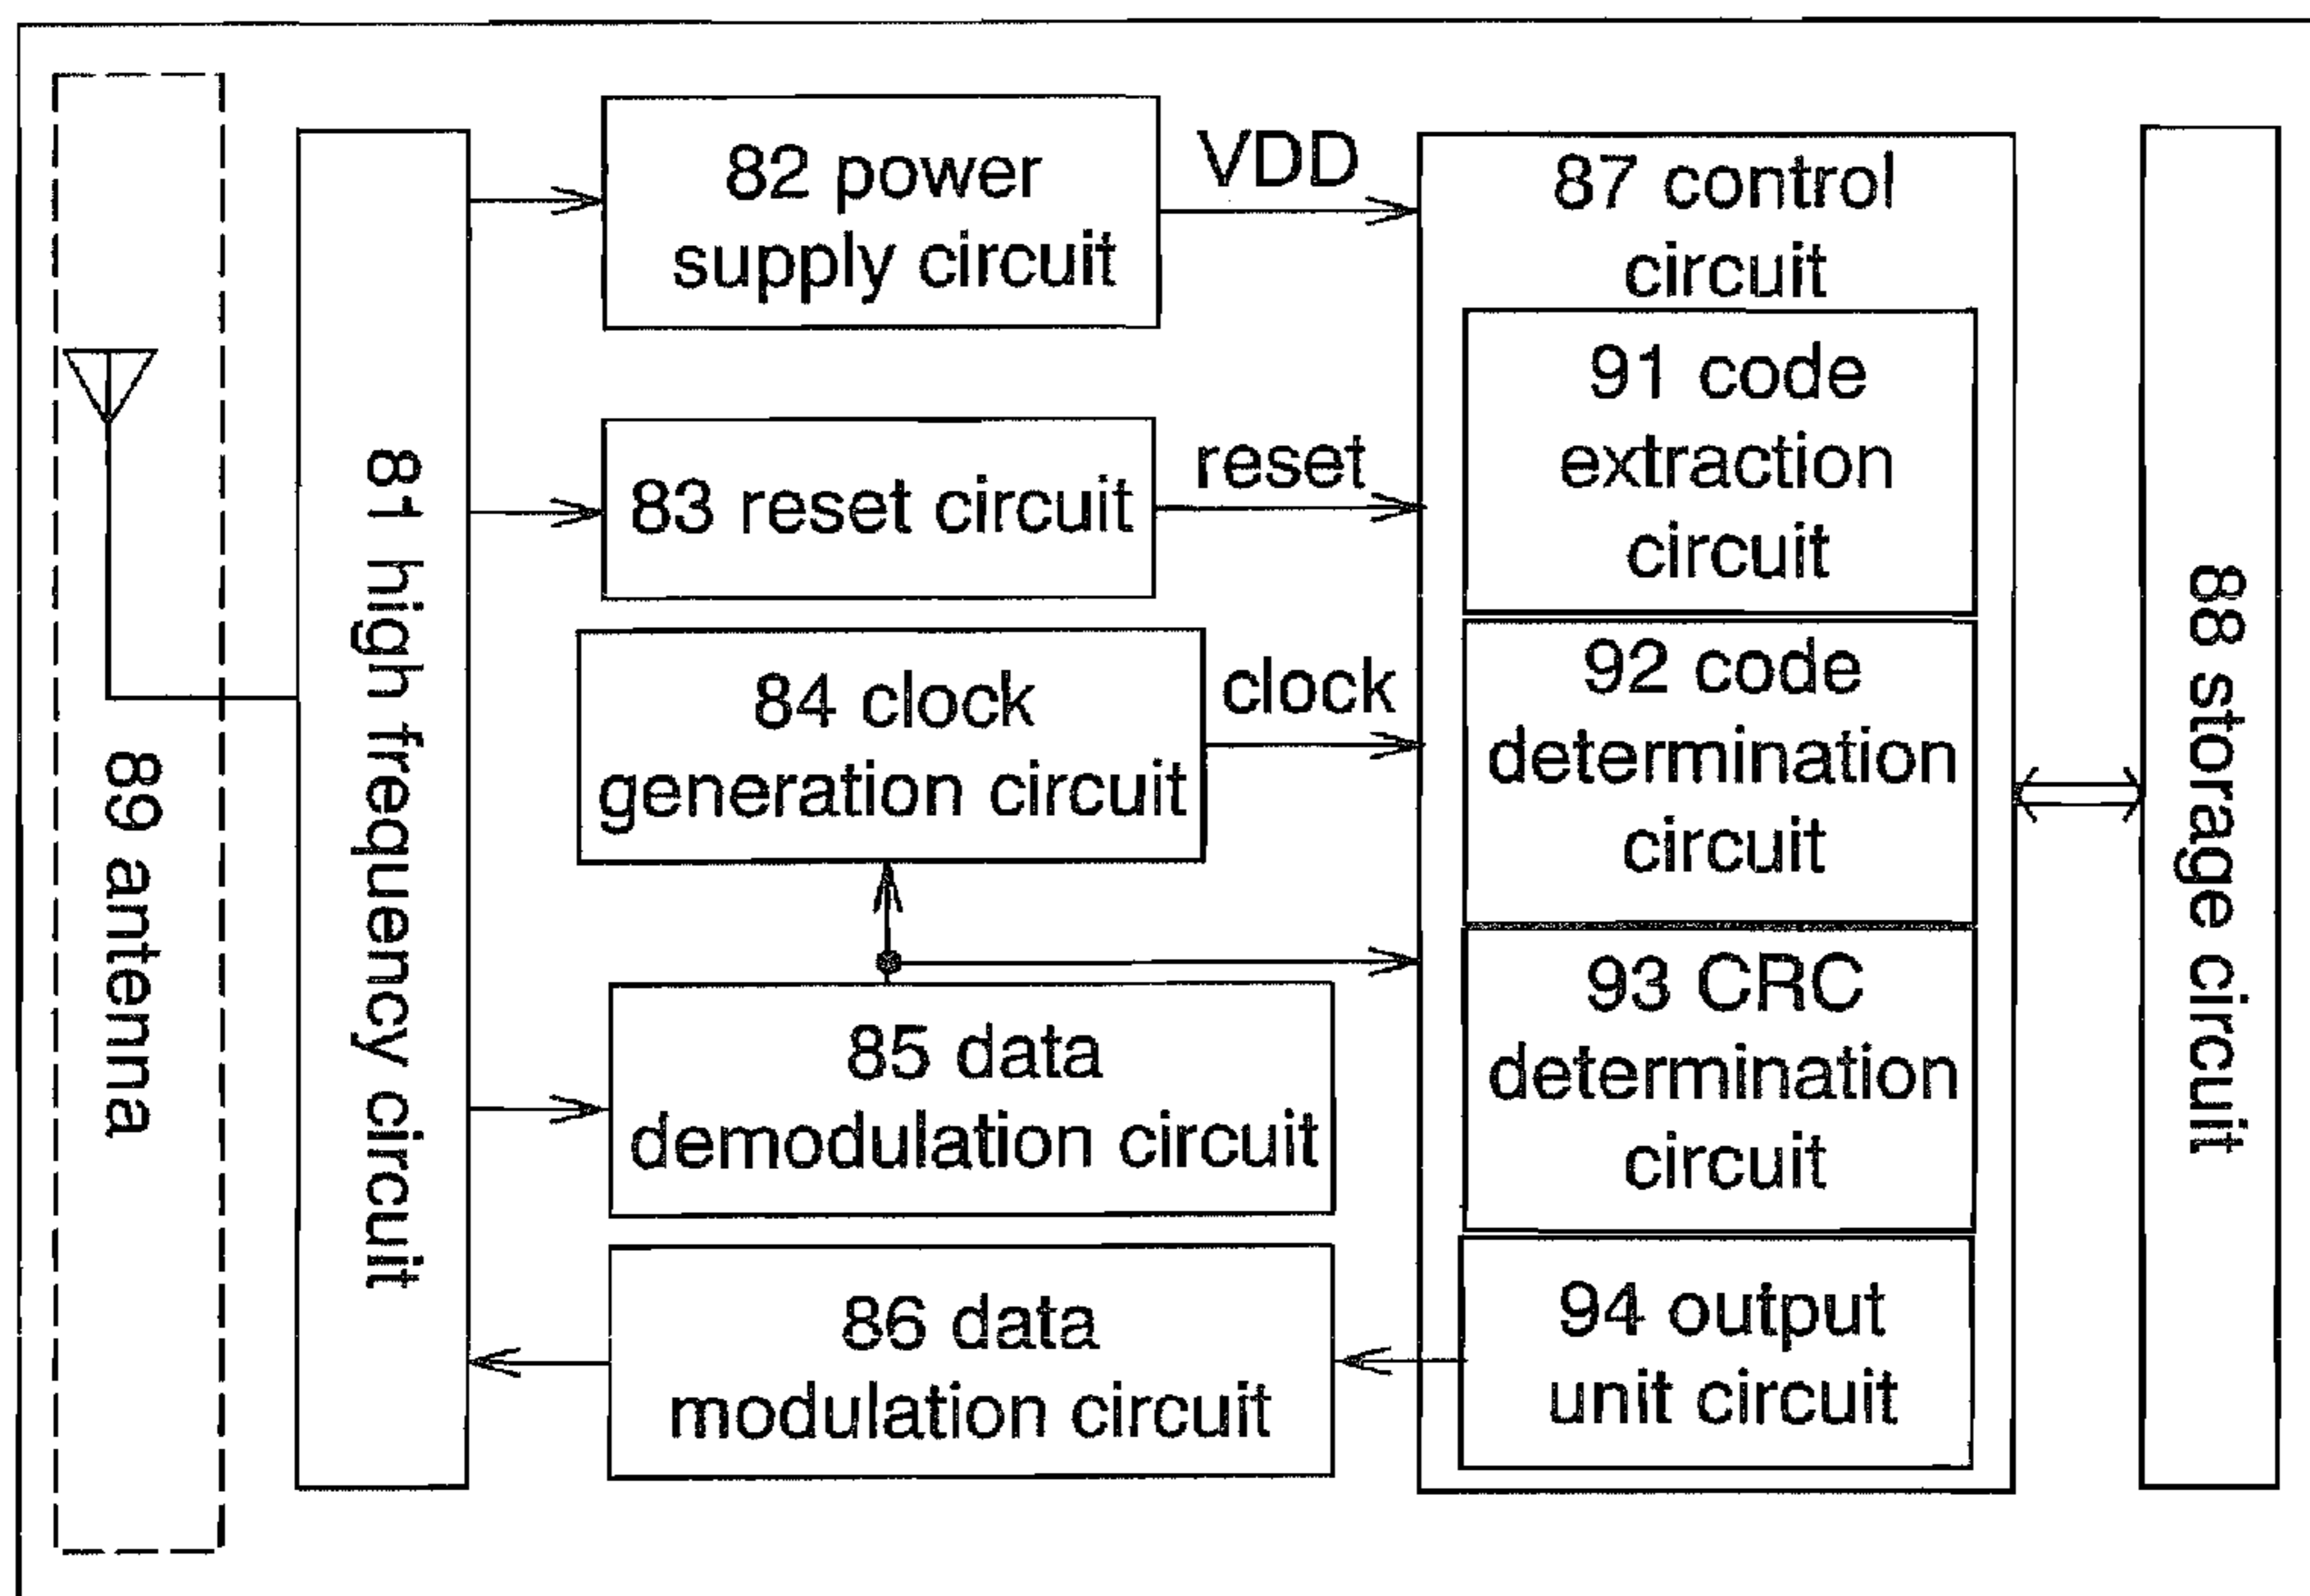 89 antenna
81 high frequency circuit
82 power
supply circuit
VDD
83 reset circuit
reset
84 clock
generation circuit
clock
85 data
demodulation circuit
86 data
modulation circuit
87 control
circuit
91 code
extraction
circuit
92 code
determination
circuit
93 CRC
determination
circuit
94 output
unit circuit
88 storage circuit